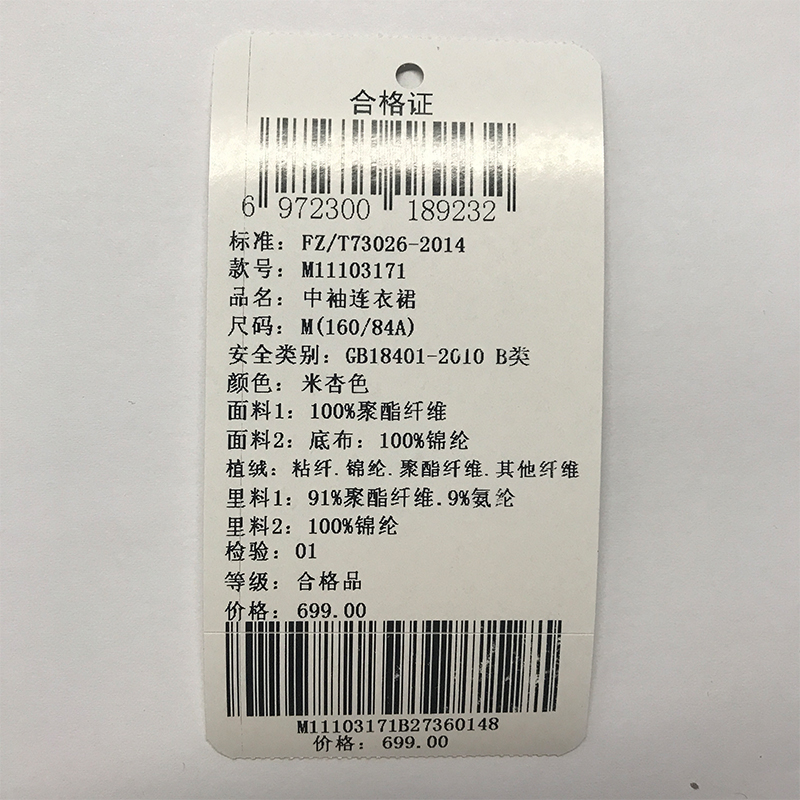 合格证
6 972300 189232
标准：FZ/T73026-2014
款号：M11103171
品名：中袖连衣裙
尺码：M(160/84A)
安全类别：GB18401-2010 B类
颜色：米杏色
面料1：100%聚酯纤维
面料2：底布：100%锦纶
植绒：粘纤.锦纶.聚酯纤维.其他纤维
里料1：91%聚酯纤维.9%氨纶
里料2：100%锦纶
检验：01
等级：合格品
价格：699.00
M11103171B27360148
价格：699.00